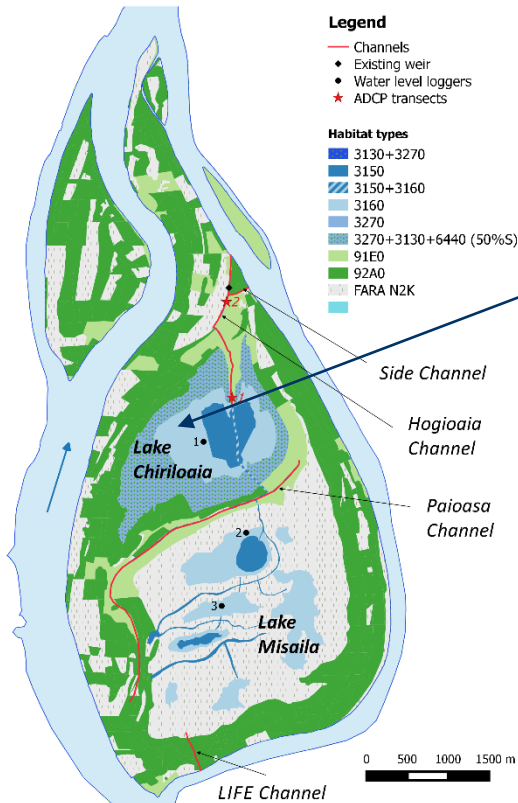 Legend
Channels
Existing weir
Water level loggers
ADCP transects
Habitat types
3130+3270
3150
3150+3160
3160
3270
3270+3130+6440 (50%S)
91E0
92A0
FARA N2K
2
Side Channel
Hogioaia
Channel
1
Lake
Chiriloaia
Paioasa
Channel
2
3
Lake
Misaila
0 500 1000 1500 m
LIFE Channel